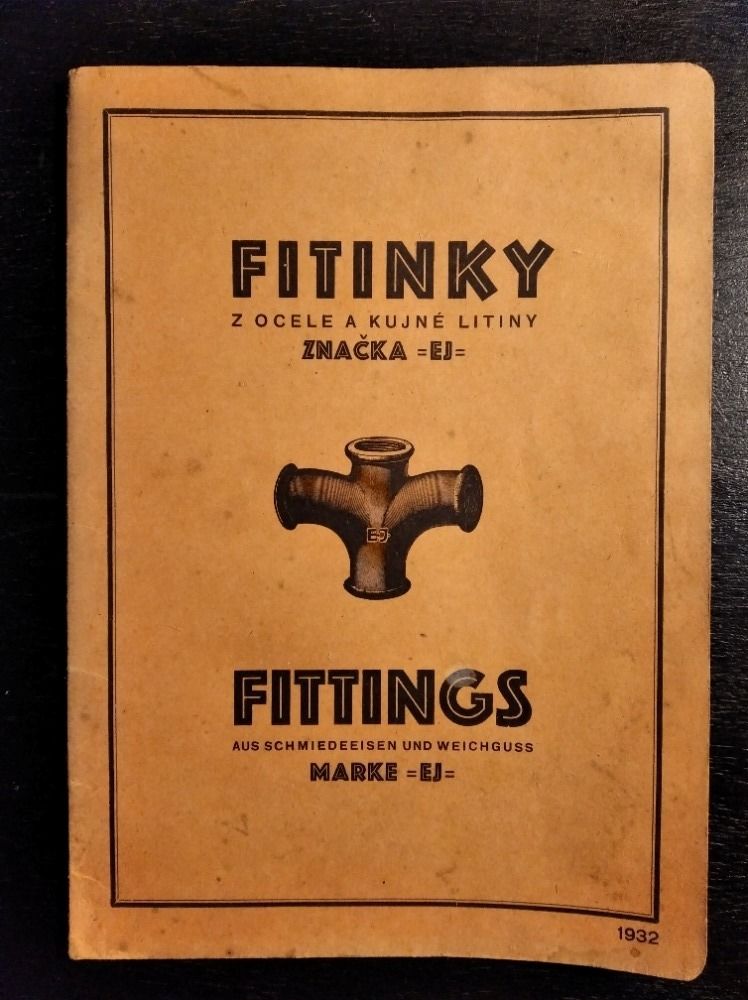 FITINKY
Z OCELE A KUJNÉ LITINY
ZNAČKA =EJ=
EJ
FITTINGS
AUS SCHMIEDEEISEN UND WEICHGUSS
MARKE =EJ=
1932